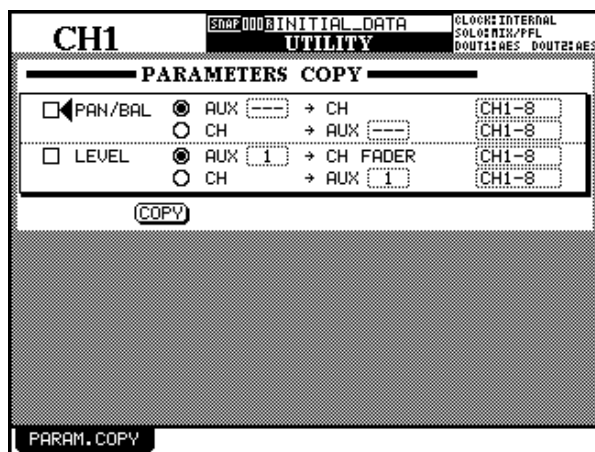 CH1
SNAP 000 INITIAL_DATA
UTILITY
CLOCK:INTERNAL
SOLO:MIX/PFL
DOUT1:AES DOUT2:AES
PARAMETERS COPY
PAN/BAL AUX --- → CH CH1-8
CH → AUX --- CH1-8
LEVEL AUX 1 → CH FADER CH1-8
CH → AUX 1 CH1-8
COPY
PARAM.COPY